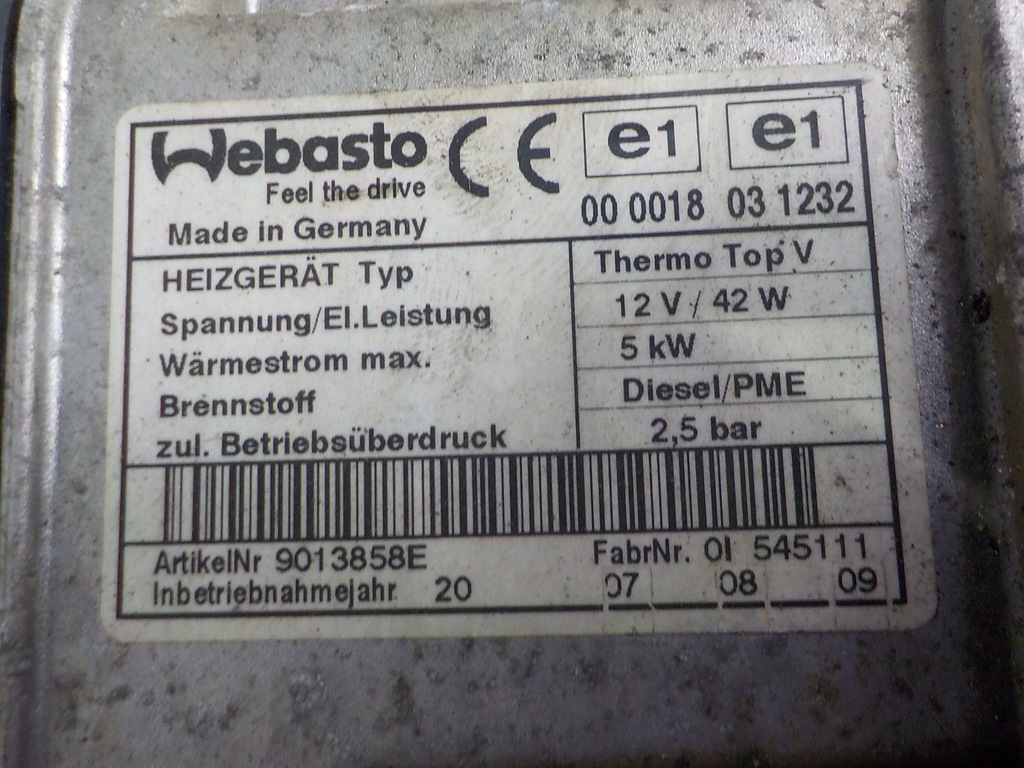 Webasto CE e1 e1
Feel the drive 00 0018 03 1232
Made in Germany
HEIZGERÄT Typ Thermo Top V
Spannung/El.Leistung 12 V / 42 W
Wärmestrom max. 5 kW
Brennstoff Diesel/PME
zul. Betriebsüberdruck 2,5 bar
ArtikelNr 9013858E FabrNr. 0I 545111
Inbetriebnahmejahr 20 07 08 09